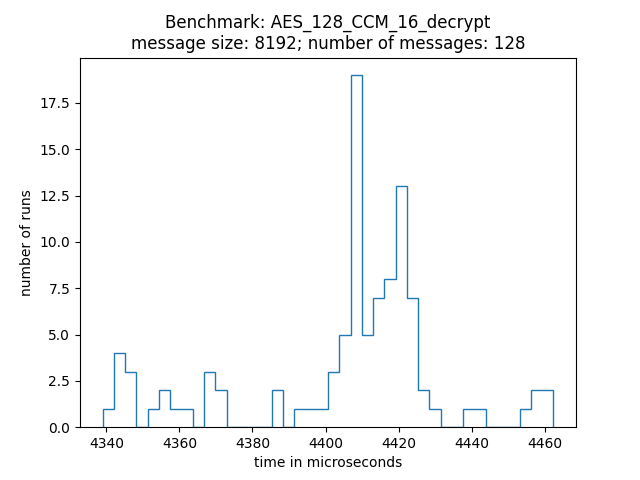 Benchmark: AES_128_CCM_16_decrypt
message size: 8192; number of messages: 128
number of runs
17.5
15.0
12.5
10.0
7.5
5.0
2.5
0.0
4340 4360 4380 4400 4420 4440 4460
time in microseconds